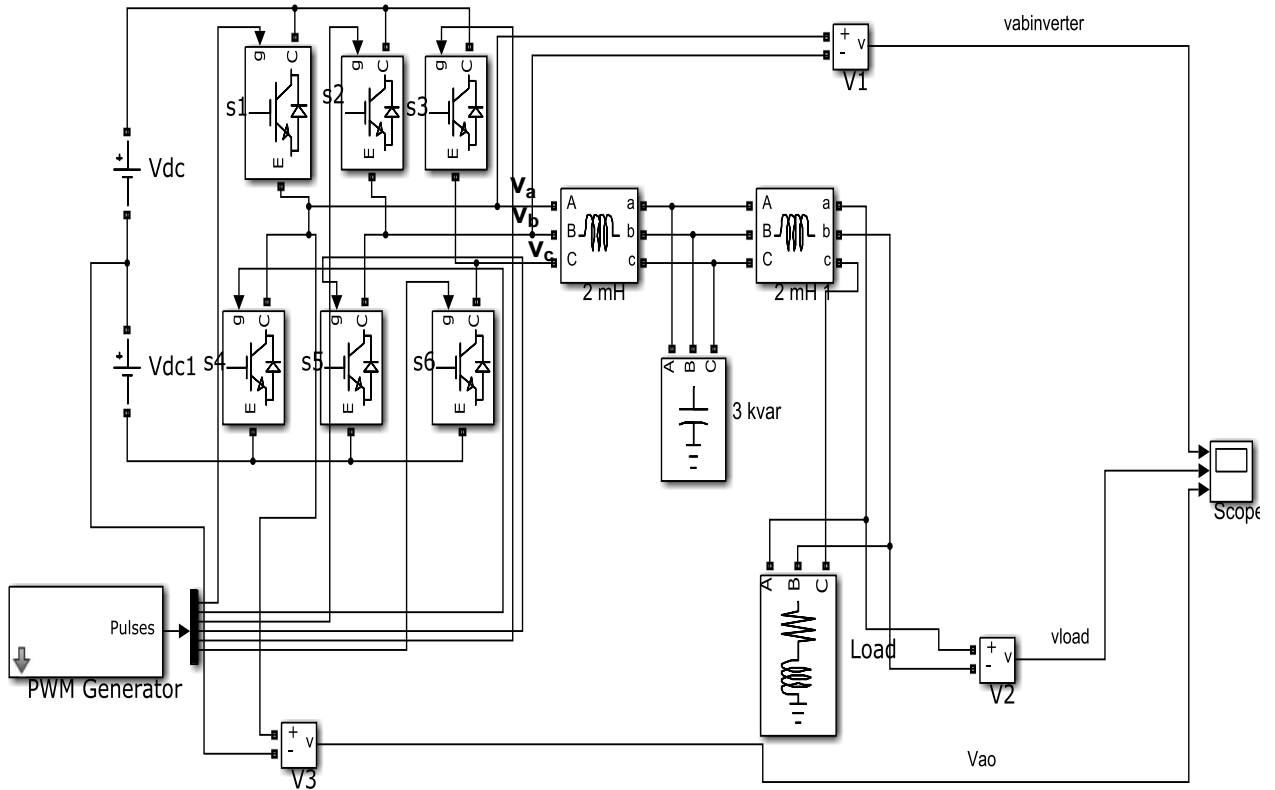 vabinverter
+
-
v
V1
g
C
s1
E
g
C
s2
E
g
C
s3
E
+
Vdc
Va
Vb
Vc
A
B
C
a
b
c
2 mH
A
B
C
a
b
c
2 mH 1
+
Vdc1
g
C
s4
E
g
C
s5
E
g
C
s6
E
A
B
C
3 kvar
Scope
A
B
C
Load
Pulses
PWM Generator
+
-
v
V2
vload
+
-
v
V3
Vao